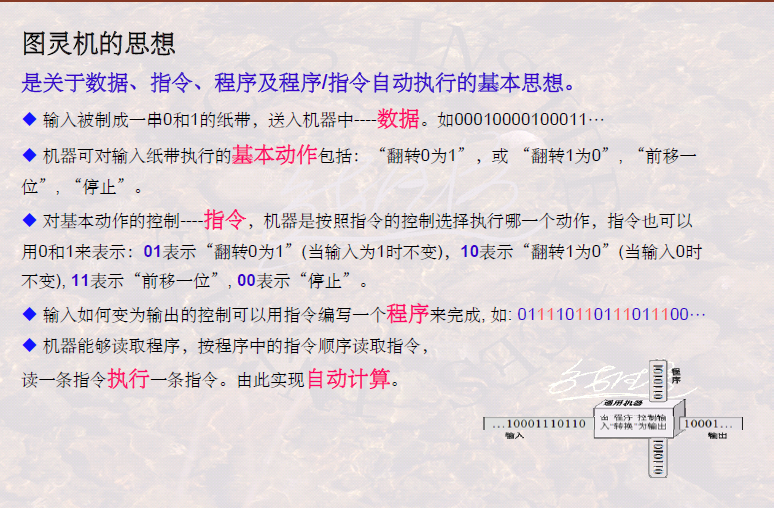 图灵机的思想
是关于数据、指令、程序及程序/指令自动执行的基本思想。
◆ 输入被制成一串0和1的纸带，送入机器中----数据。如00010000100011…
◆ 机器可对输入纸带执行的基本动作包括：“翻转0为1”，或 “翻转1为0”，“前移一
位”，“停止”。
◆ 对基本动作的控制----指令，机器是按照指令的控制选择执行哪一个动作，指令也可以
用0和1来表示：01表示“翻转0为1”(当输入为1时不变)，10表示“翻转1为0”(当输入0时
不变), 11表示“前移一位”, 00表示“停止”。
◆ 输入如何变为输出的控制可以用指令编写一个程序来完成, 如: 011110110111011100…
◆ 机器能够读取程序，按程序中的指令顺序读取指令，
读一条指令执行一条指令。由此实现自动计算。
程序
通用机器
…10001110110
由 程序 控制输
入“转换”为输出
10001…
输入
输出